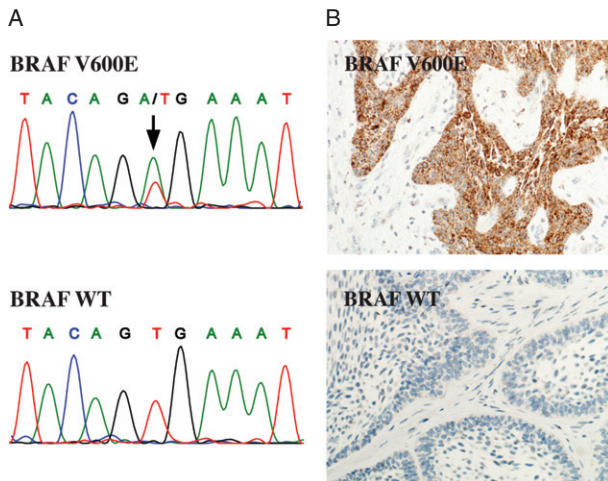 A
B
BRAF V600E
T A C A G A/T G A A A T
BRAF V600E
BRAF WT
T A C A G T G A A A T
BRAF WT